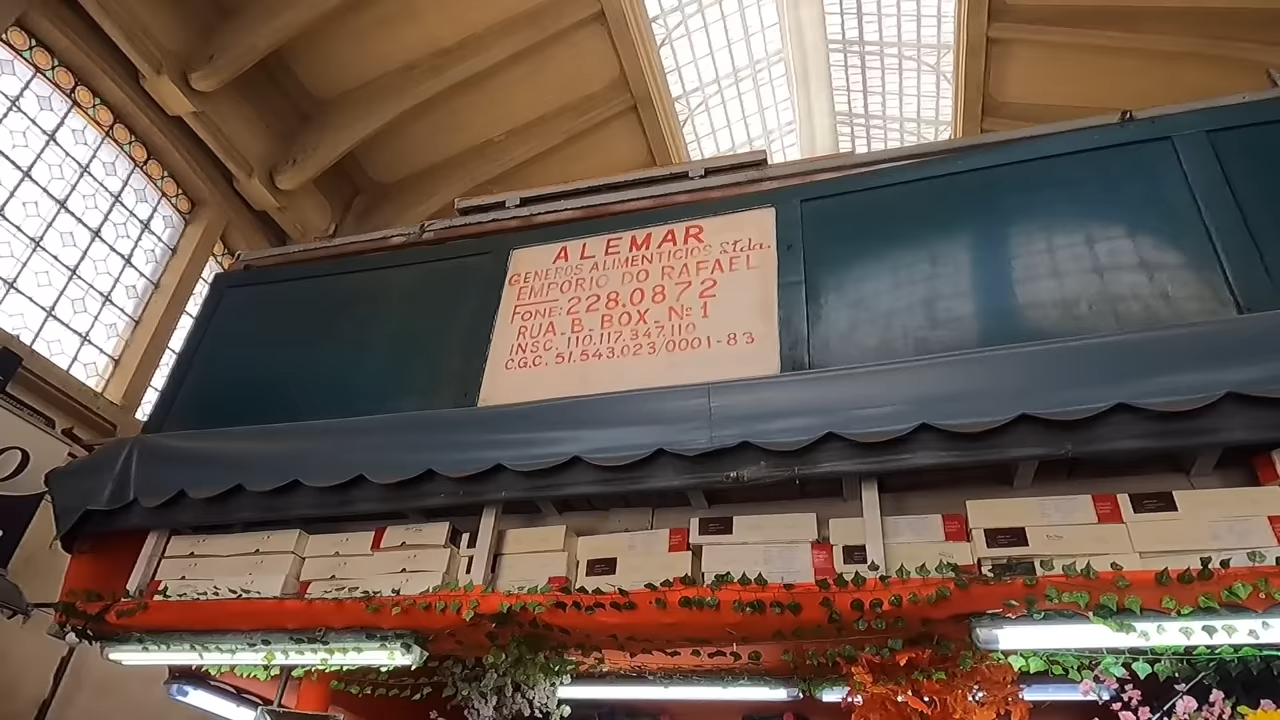 ALEMAR
GENEROS ALIMENTICIOS Ltda.
EMPÓRIO DO RAFAEL
FONE: 228.0872
RUA-B-BOX-Nº 1
INSC. 110.117.347.110
C.G.C. 51.543.023/0001-83
O